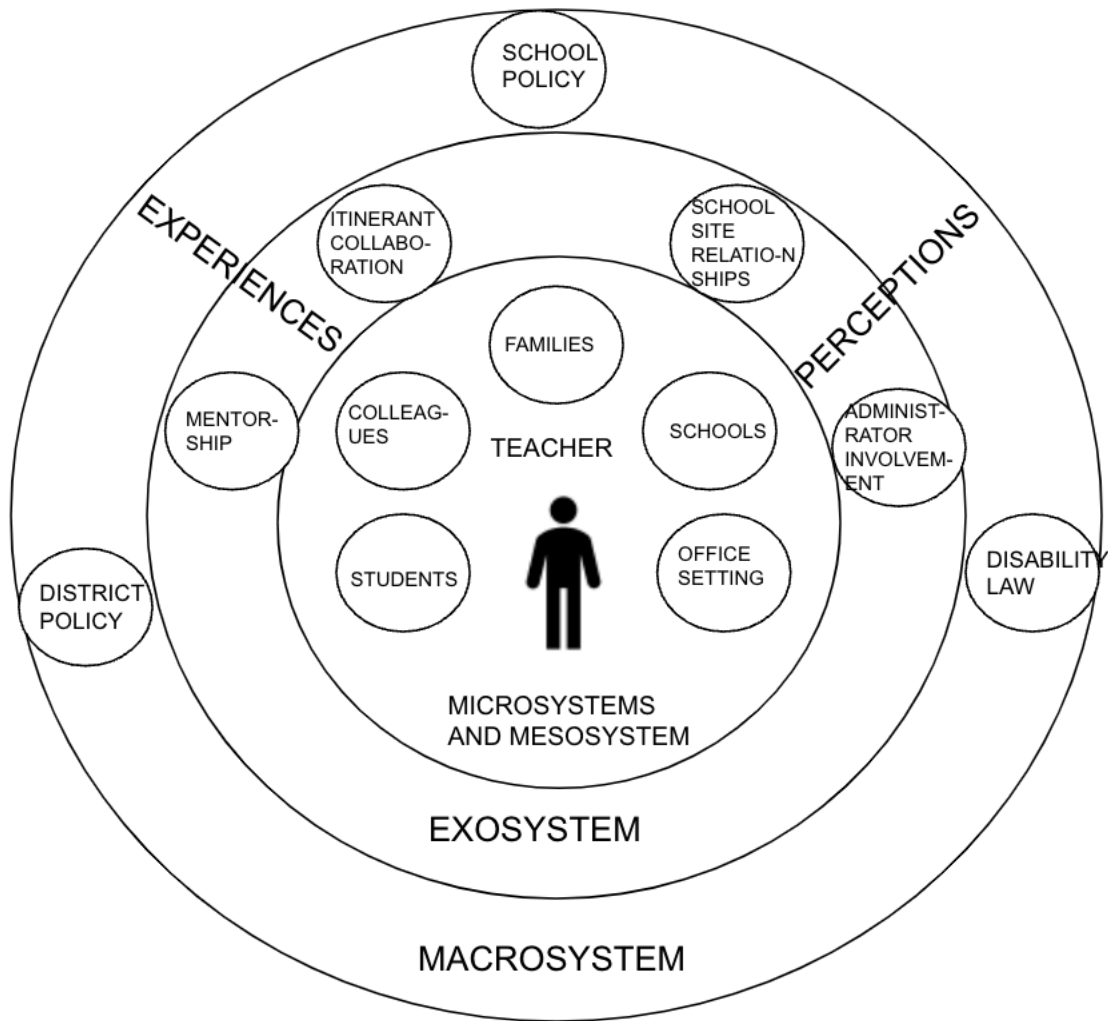 SCHOOL
POLICY
EXPERIENCES
PERCEPTIONS
ITINERANT
COLLABO-
RATION
SCHOOL
SITE
RELATIO-N
SHIPS
FAMILIES
MENTOR-
SHIP
COLLEAG-
UES
TEACHER
SCHOOLS
ADMINIST-
RATOR
INVOLVEM-
ENT
STUDENTS
OFFICE
SETTING
DISTRICT
POLICY
DISABILITY
LAW
MICROSYSTEMS
AND MESOSYSTEM
EXOSYSTEM
MACROSYSTEM